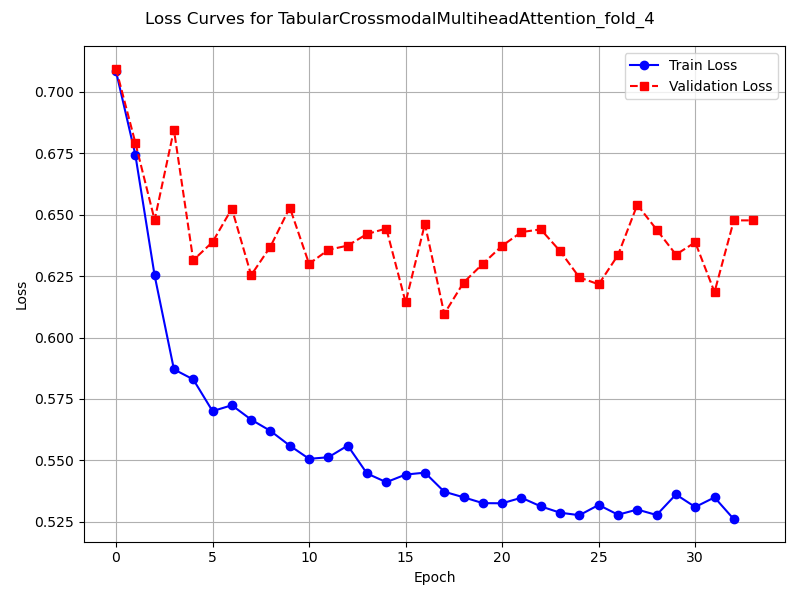 Loss Curves for TabularCrossmodalMultiheadAttention_fold_4
Train Loss
Validation Loss
0.700
0.675
0.650
0.625
0.600
0.575
0.550
0.525
Loss
0 5 10 15 20 25 30
Epoch